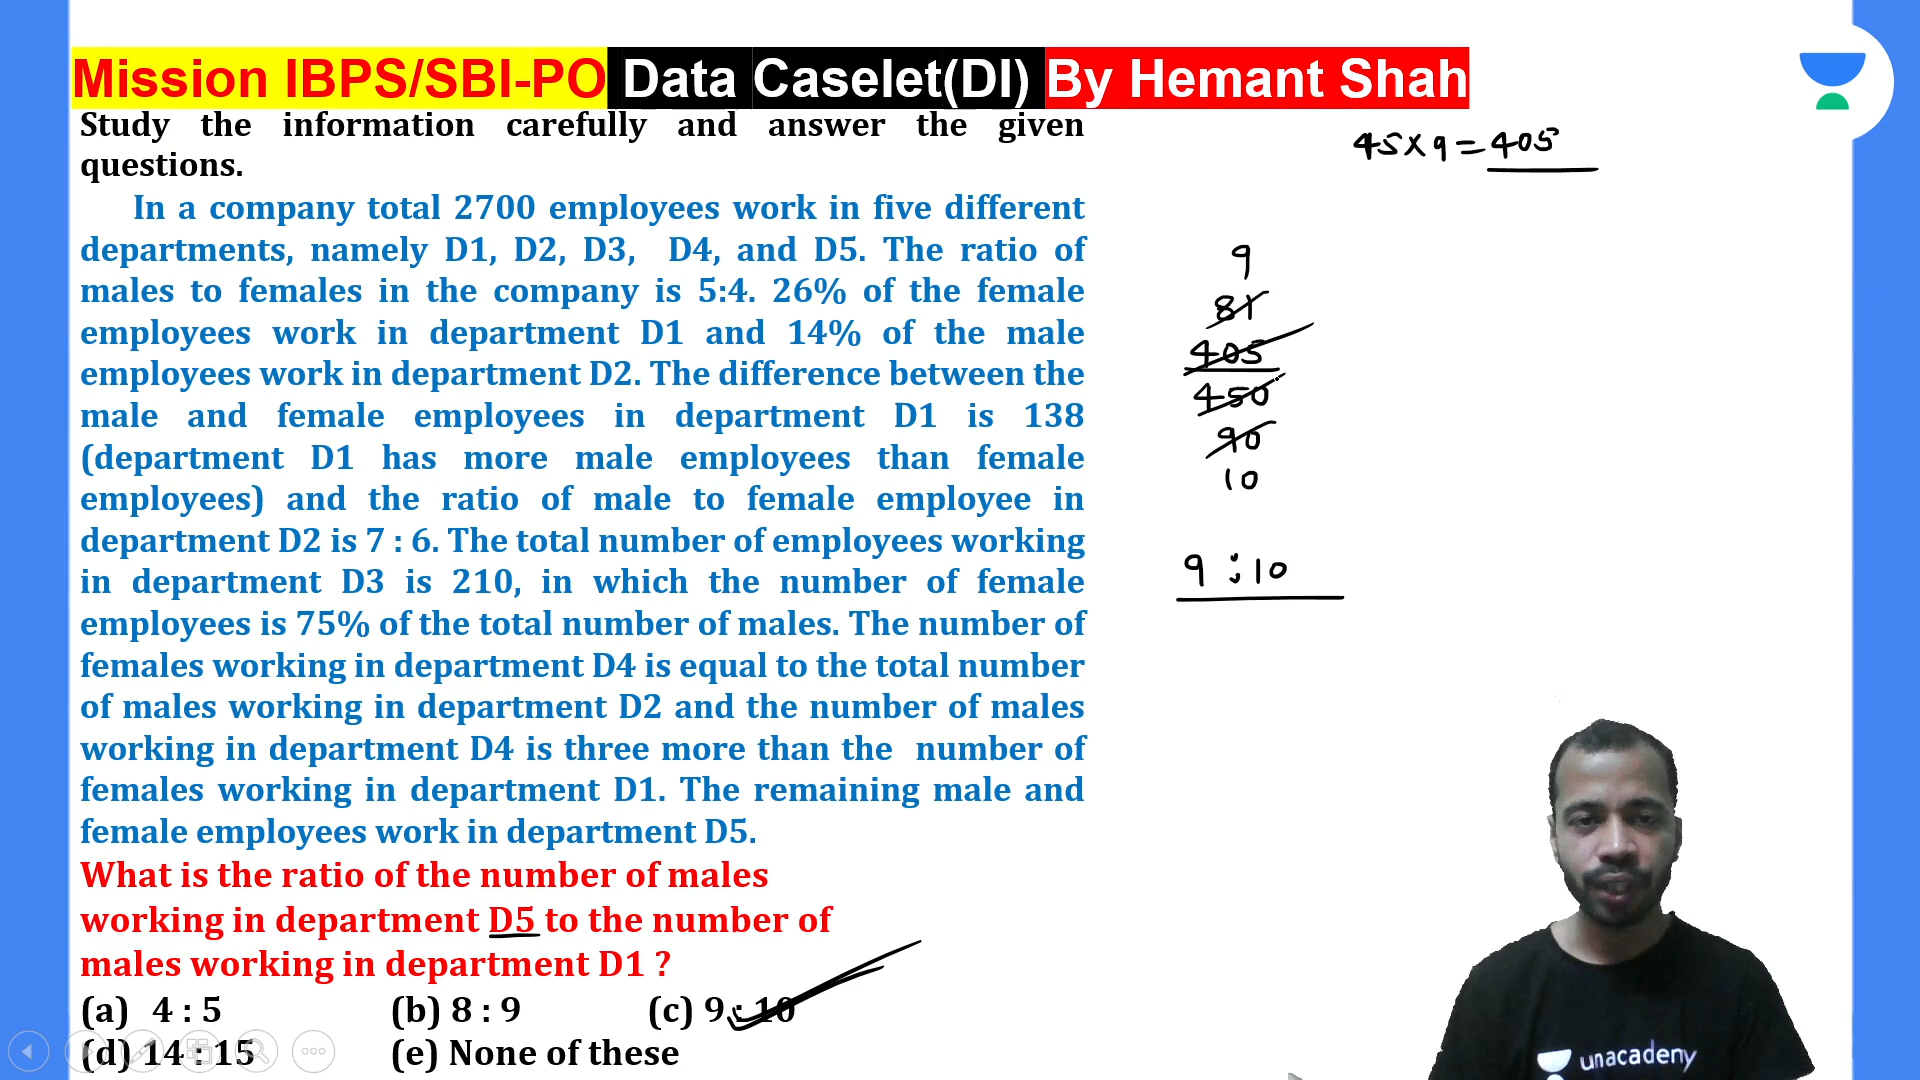 Mission IBPS/SBI-PO Data Caselet(DI) By Hemant Shah
Study the information carefully and answer the given
questions.
In a company total 2700 employees work in five different
departments, namely D1, D2, D3, D4, and D5. The ratio of
males to females in the company is 5:4. 26% of the female
employees work in department D1 and 14% of the male
employees work in department D2. The difference between the
male and female employees in department D1 is 138
(department D1 has more male employees than female
employees) and the ratio of male to female employee in
department D2 is 7 : 6. The total number of employees working
in department D3 is 210, in which the number of female
employees is 75% of the total number of males. The number of
females working in department D4 is equal to the total number
of males working in department D2 and the number of males
working in department D4 is three more than the number of
females working in department D1. The remaining male and
female employees work in department D5.
What is the ratio of the number of males
working in department D5 to the number of
males working in department D1 ?
(a) 4 : 5 (b) 8 : 9 (c) 9 : 10
(d) 14 : 15 (e) None of these
45×9=405
9
81
405
450
90
10
9:10
unacademy